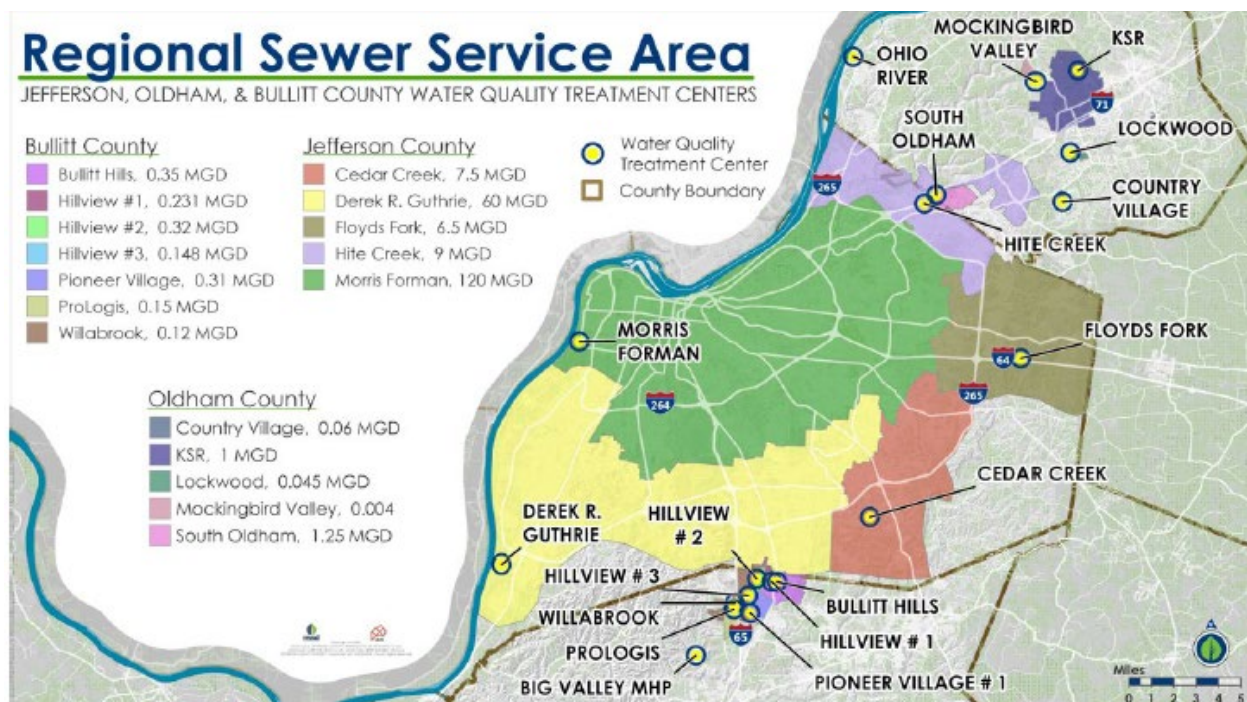 Regional Sewer Service Area
JEFFERSON, OLDHAM, & BULLITT COUNTY WATER QUALITY TREATMENT CENTERS
Bullitt County
Bullitt Hills, 0.35 MGD
Hillview #1, 0.231 MGD
Hillview #2, 0.32 MGD
Hillview #3, 0.148 MGD
Pioneer Village, 0.31 MGD
ProLogis, 0.15 MGD
Willabrook, 0.12 MGD
Jefferson County
Cedar Creek, 7.5 MGD
Derek R. Guthrie, 60 MGD
Floyds Fork, 6.5 MGD
Hite Creek, 9 MGD
Morris Forman, 120 MGD
Water Quality
Treatment Center
County Boundary
Oldham County
Country Village, 0.06 MGD
KSR, 1 MGD
Lockwood, 0.045 MGD
Mockingbird Valley, 0.004
South Oldham, 1.25 MGD
OHIO
RIVER
MOCKINGBIRD
VALLEY
KSR
71
SOUTH
OLDHAM
LOCKWOOD
265
COUNTRY
VILLAGE
HITE CREEK
MORRIS
FORMAN
FLOYDS FORK
64
265
264
CEDAR CREEK
DEREK R.
GUTHRIE
HILLVIEW
# 2
HILLVIEW # 3
WILLABROOK
BULLITT HILLS
65
HILLVIEW # 1
PROLOGIS
BIG VALLEY MHP
PIONEER VILLAGE # 1
Miles
0 1 2 3 4 5